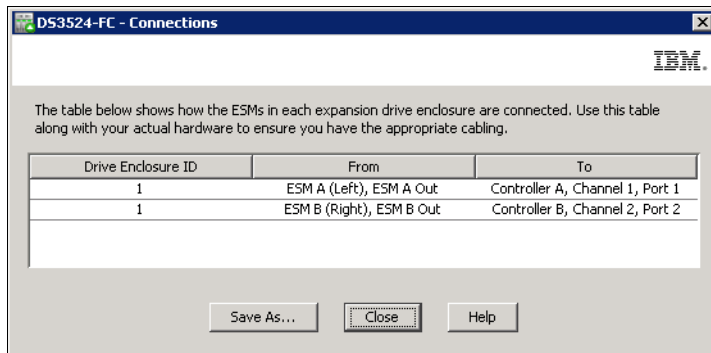 DS3524-FC - Connections
IBM.
The table below shows how the ESMs in each expansion drive enclosure are connected. Use this table
along with your actual hardware to ensure you have the appropriate cabling.
Drive Enclosure ID From To
1 ESM A (Left), ESM A Out Controller A, Channel 1, Port 1
1 ESM B (Right), ESM B Out Controller B, Channel 2, Port 2
Save As... Close Help